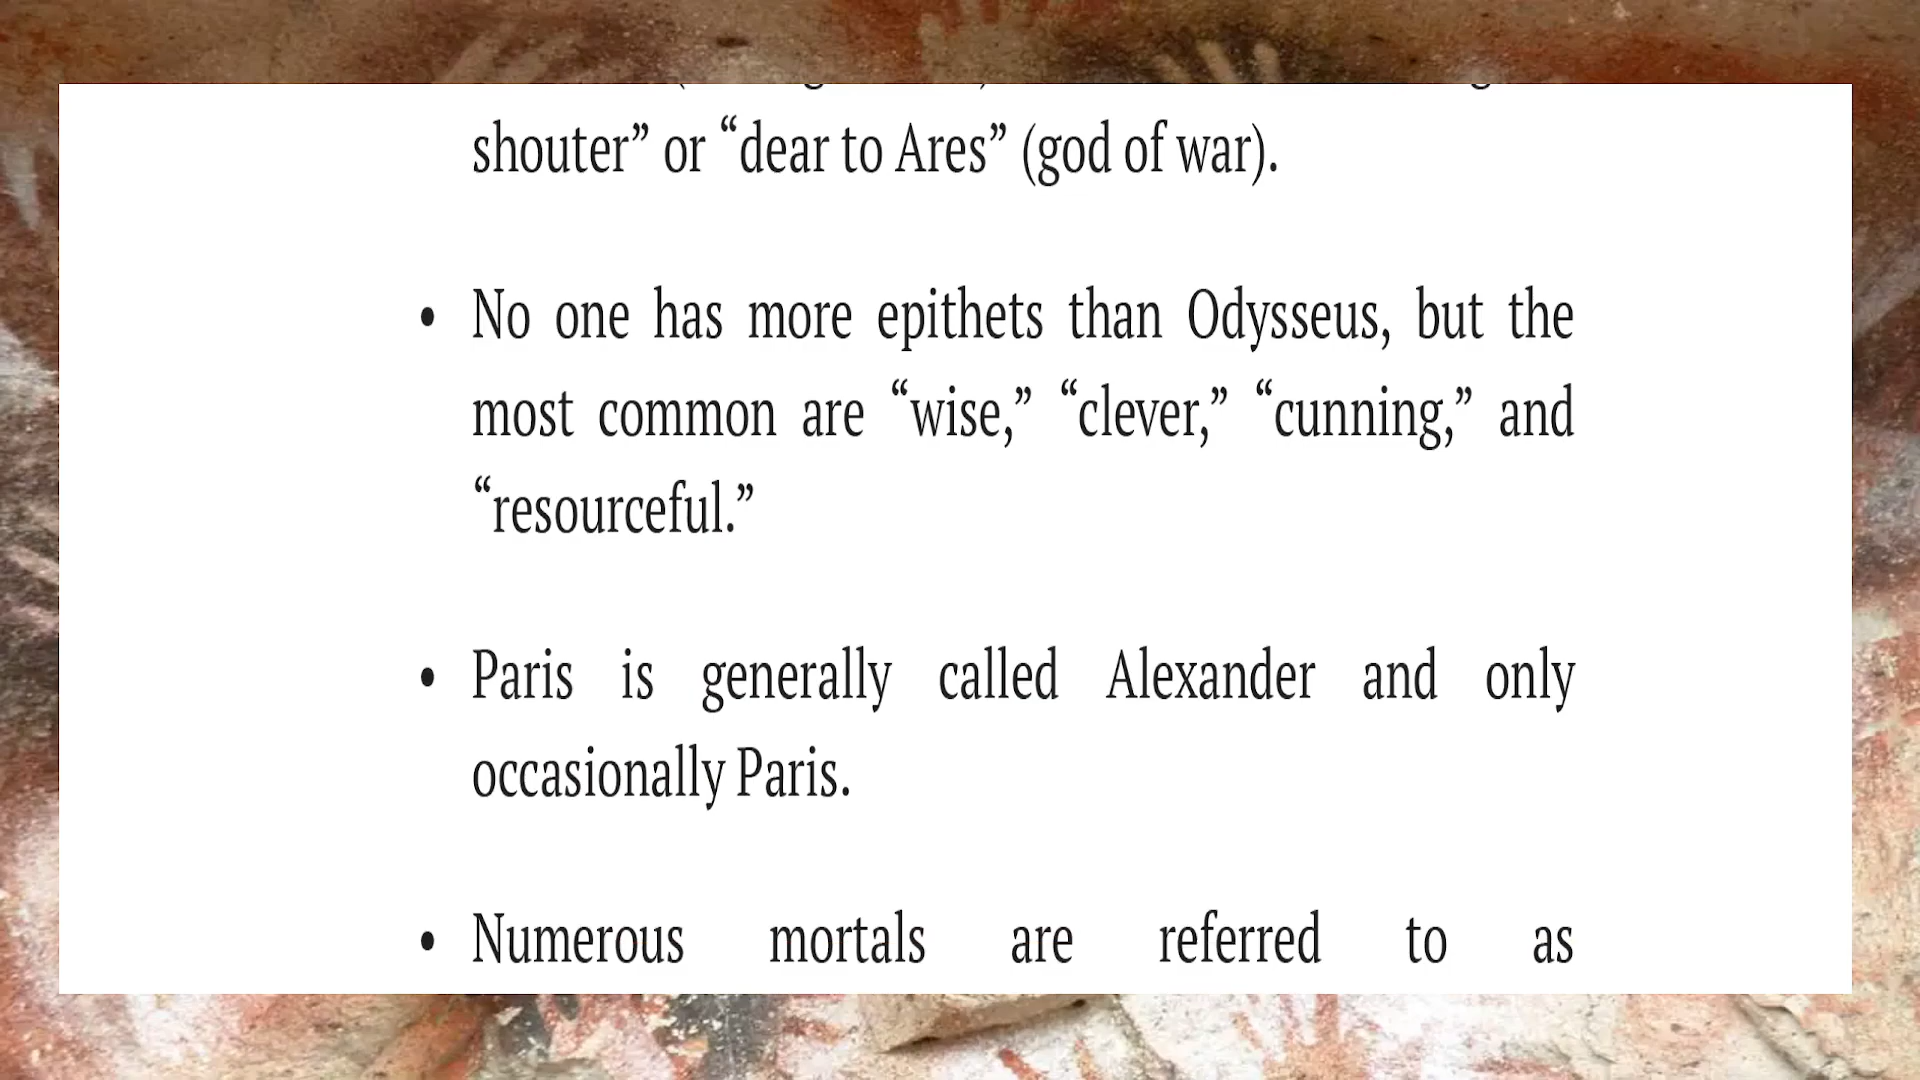 shouter” or “dear to Ares” (god of war).
• No one has more epithets than Odysseus, but the
most common are “wise,” “clever,” “cunning,” and
“resourceful.”
• Paris is generally called Alexander and only
occasionally Paris.
• Numerous mortals are referred to as